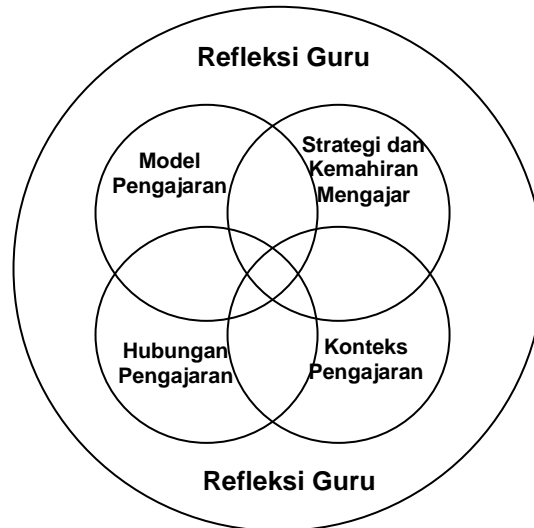 Refleksi Guru
Model
Pengajaran
Strategi dan
Kemahiran
Mengajar
Hubungan
Pengajaran
Konteks
Pengajaran
Refleksi Guru